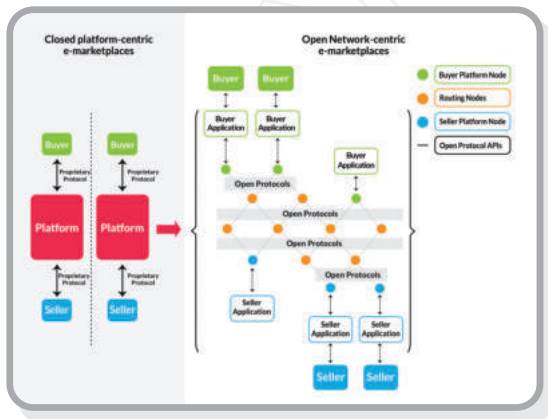 Closed platform-centric
e-marketplaces
Buyer
Buyer
Proprietary
Protocol
Proprietary
Protocol
Platform
Platform
Proprietary
Protocol
Proprietary
Protocol
Seller
Seller
Open Network-centric
e-marketplaces
Buyer
Buyer
Buyer
Application
Buyer
Application
Buyer
Application
Open Protocols
Open Protocols
Open Protocols
Open Protocols
Seller
Application
Seller
Application
Seller
Application
Seller
Seller
Buyer Platform Node
Routing Nodes
Seller Platform Node
Open Protocol APIs